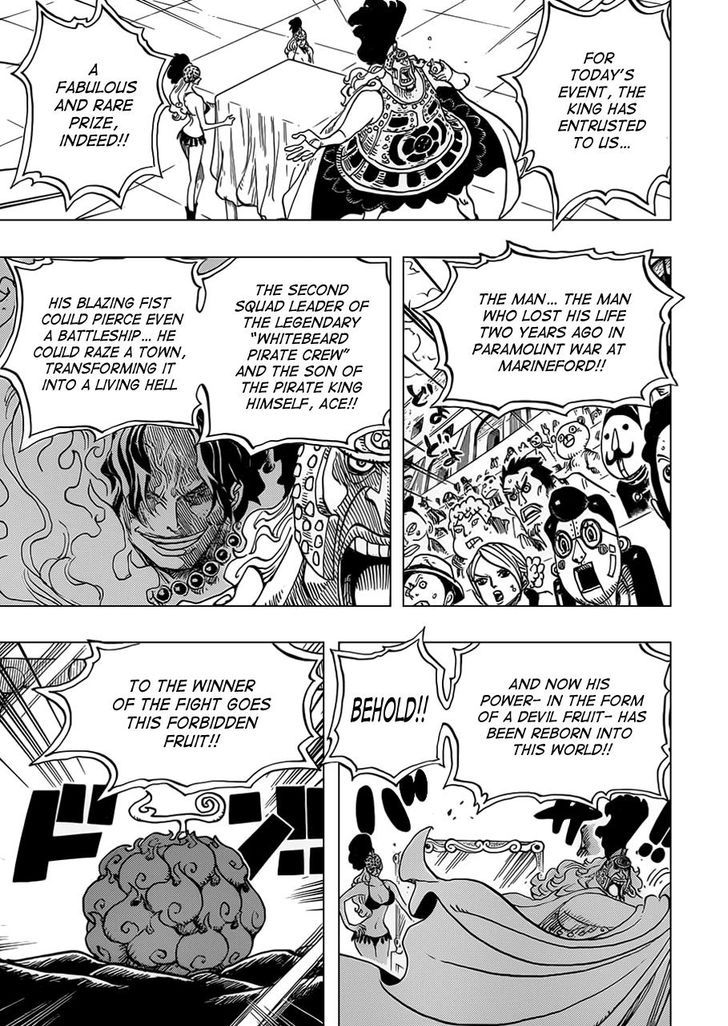 FOR
TODAY'S
EVENT, THE
KING HAS
ENTRUSTED
TO US...
A
FABULOUS
AND RARE
PRIZE,
INDEED!!
THE MAN... THE MAN
WHO LOST HIS LIFE
TWO YEARS AGO IN
PARAMOUNT WAR AT
MARINEFORD!!
どよ
どよ
THE SECOND
SQUAD LEADER OF
THE LEGENDARY
"WHITEBEARD
PIRATE CREW"
AND THE SON OF
THE PIRATE KING
HIMSELF, ACE!!
HIS BLAZING FIST
COULD PIERCE EVEN
A BATTLESHIP... HE
COULD RAZE A TOWN,
TRANSFORMING IT
INTO A LIVING HELL
AND NOW HIS
POWER- IN THE FORM
OF A DEVIL FRUIT- HAS
BEEN REBORN INTO
THIS WORLD!!
BEHOLD!!
バサッ!!
TO THE WINNER
OF THE FIGHT GOES
THIS FORBIDDEN
FRUIT!!
ドン!!